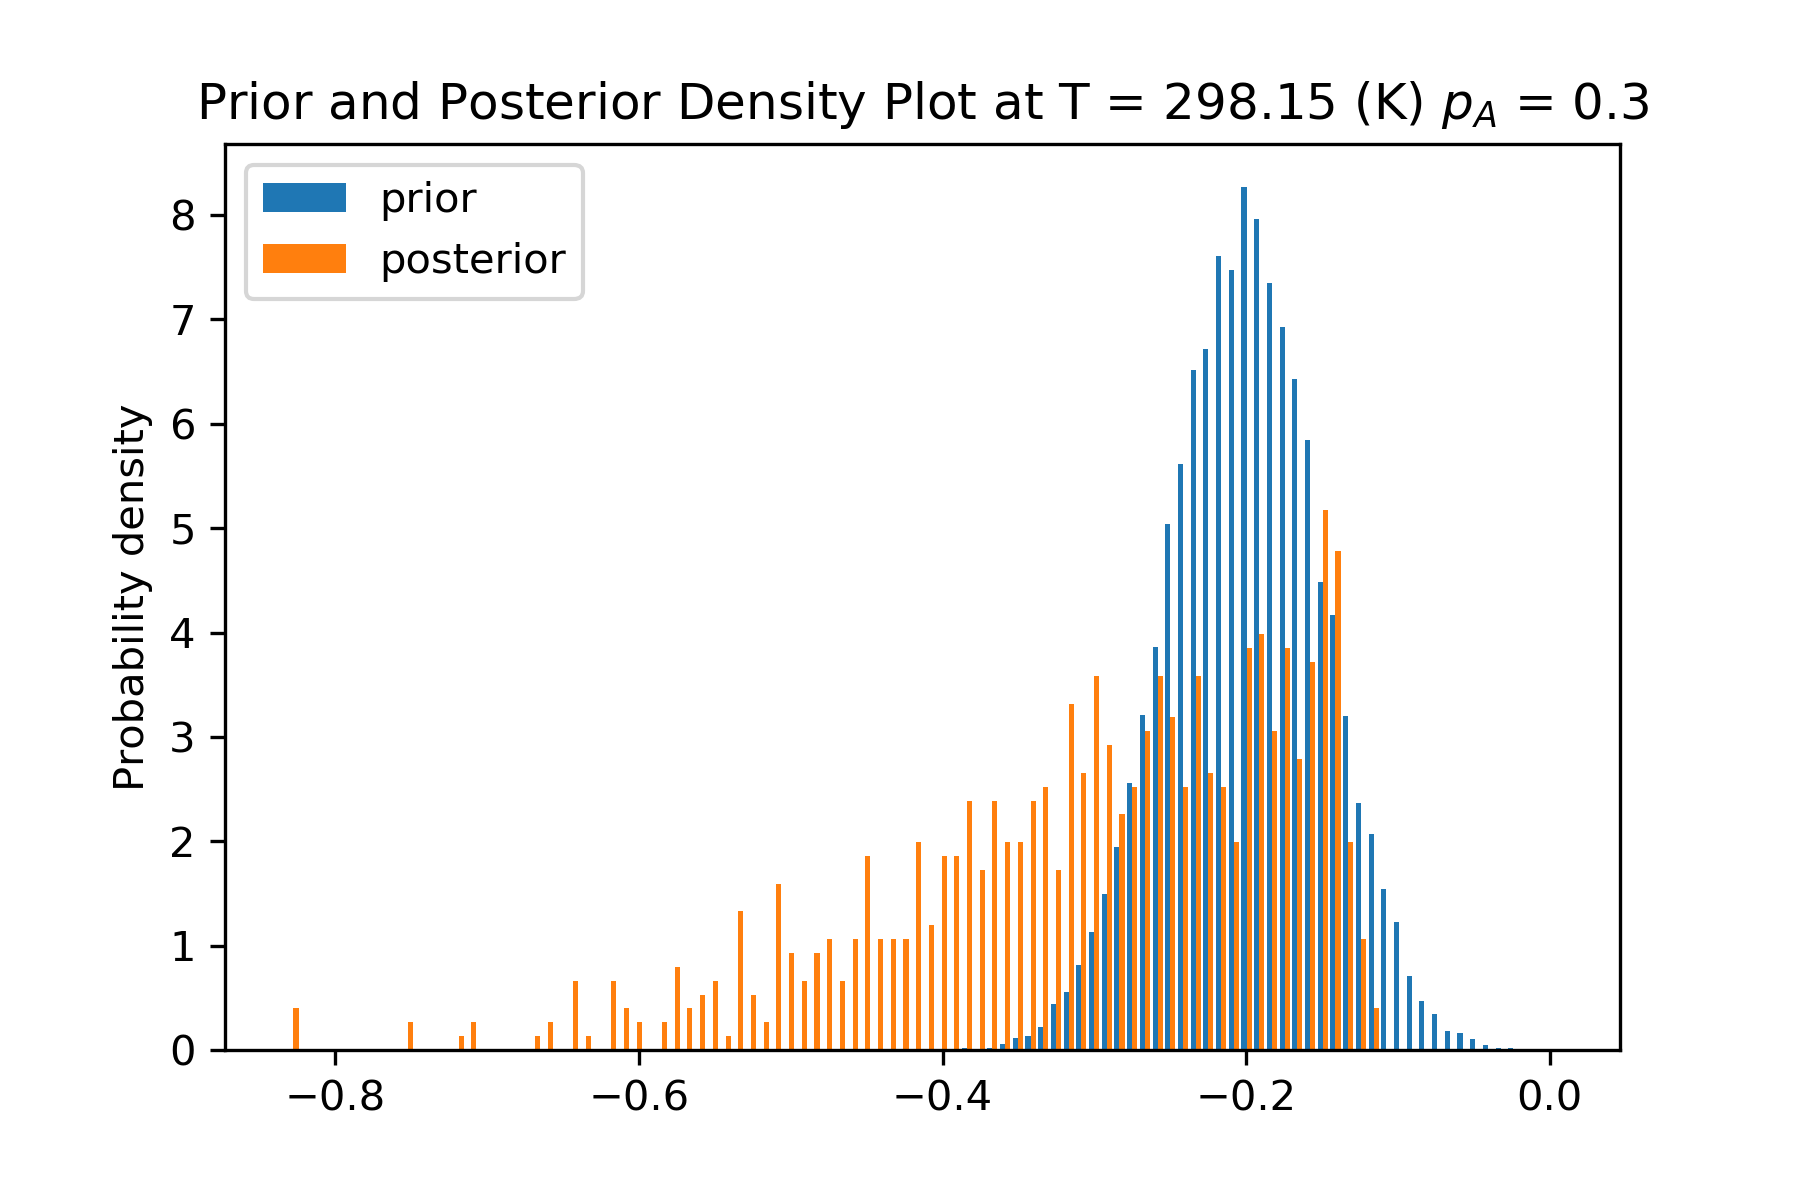 Prior and Posterior Density Plot at T = 298.15 (K) p_A = 0.3
prior
posterior
Probability density
8
7
6
5
4
3
2
1
0
−0.8 −0.6 −0.4 −0.2 0.0